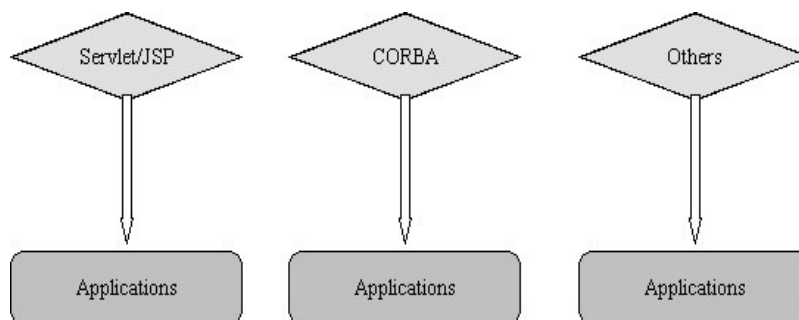 Servlet/JSP
CORBA
Others
Applications
Applications
Applications